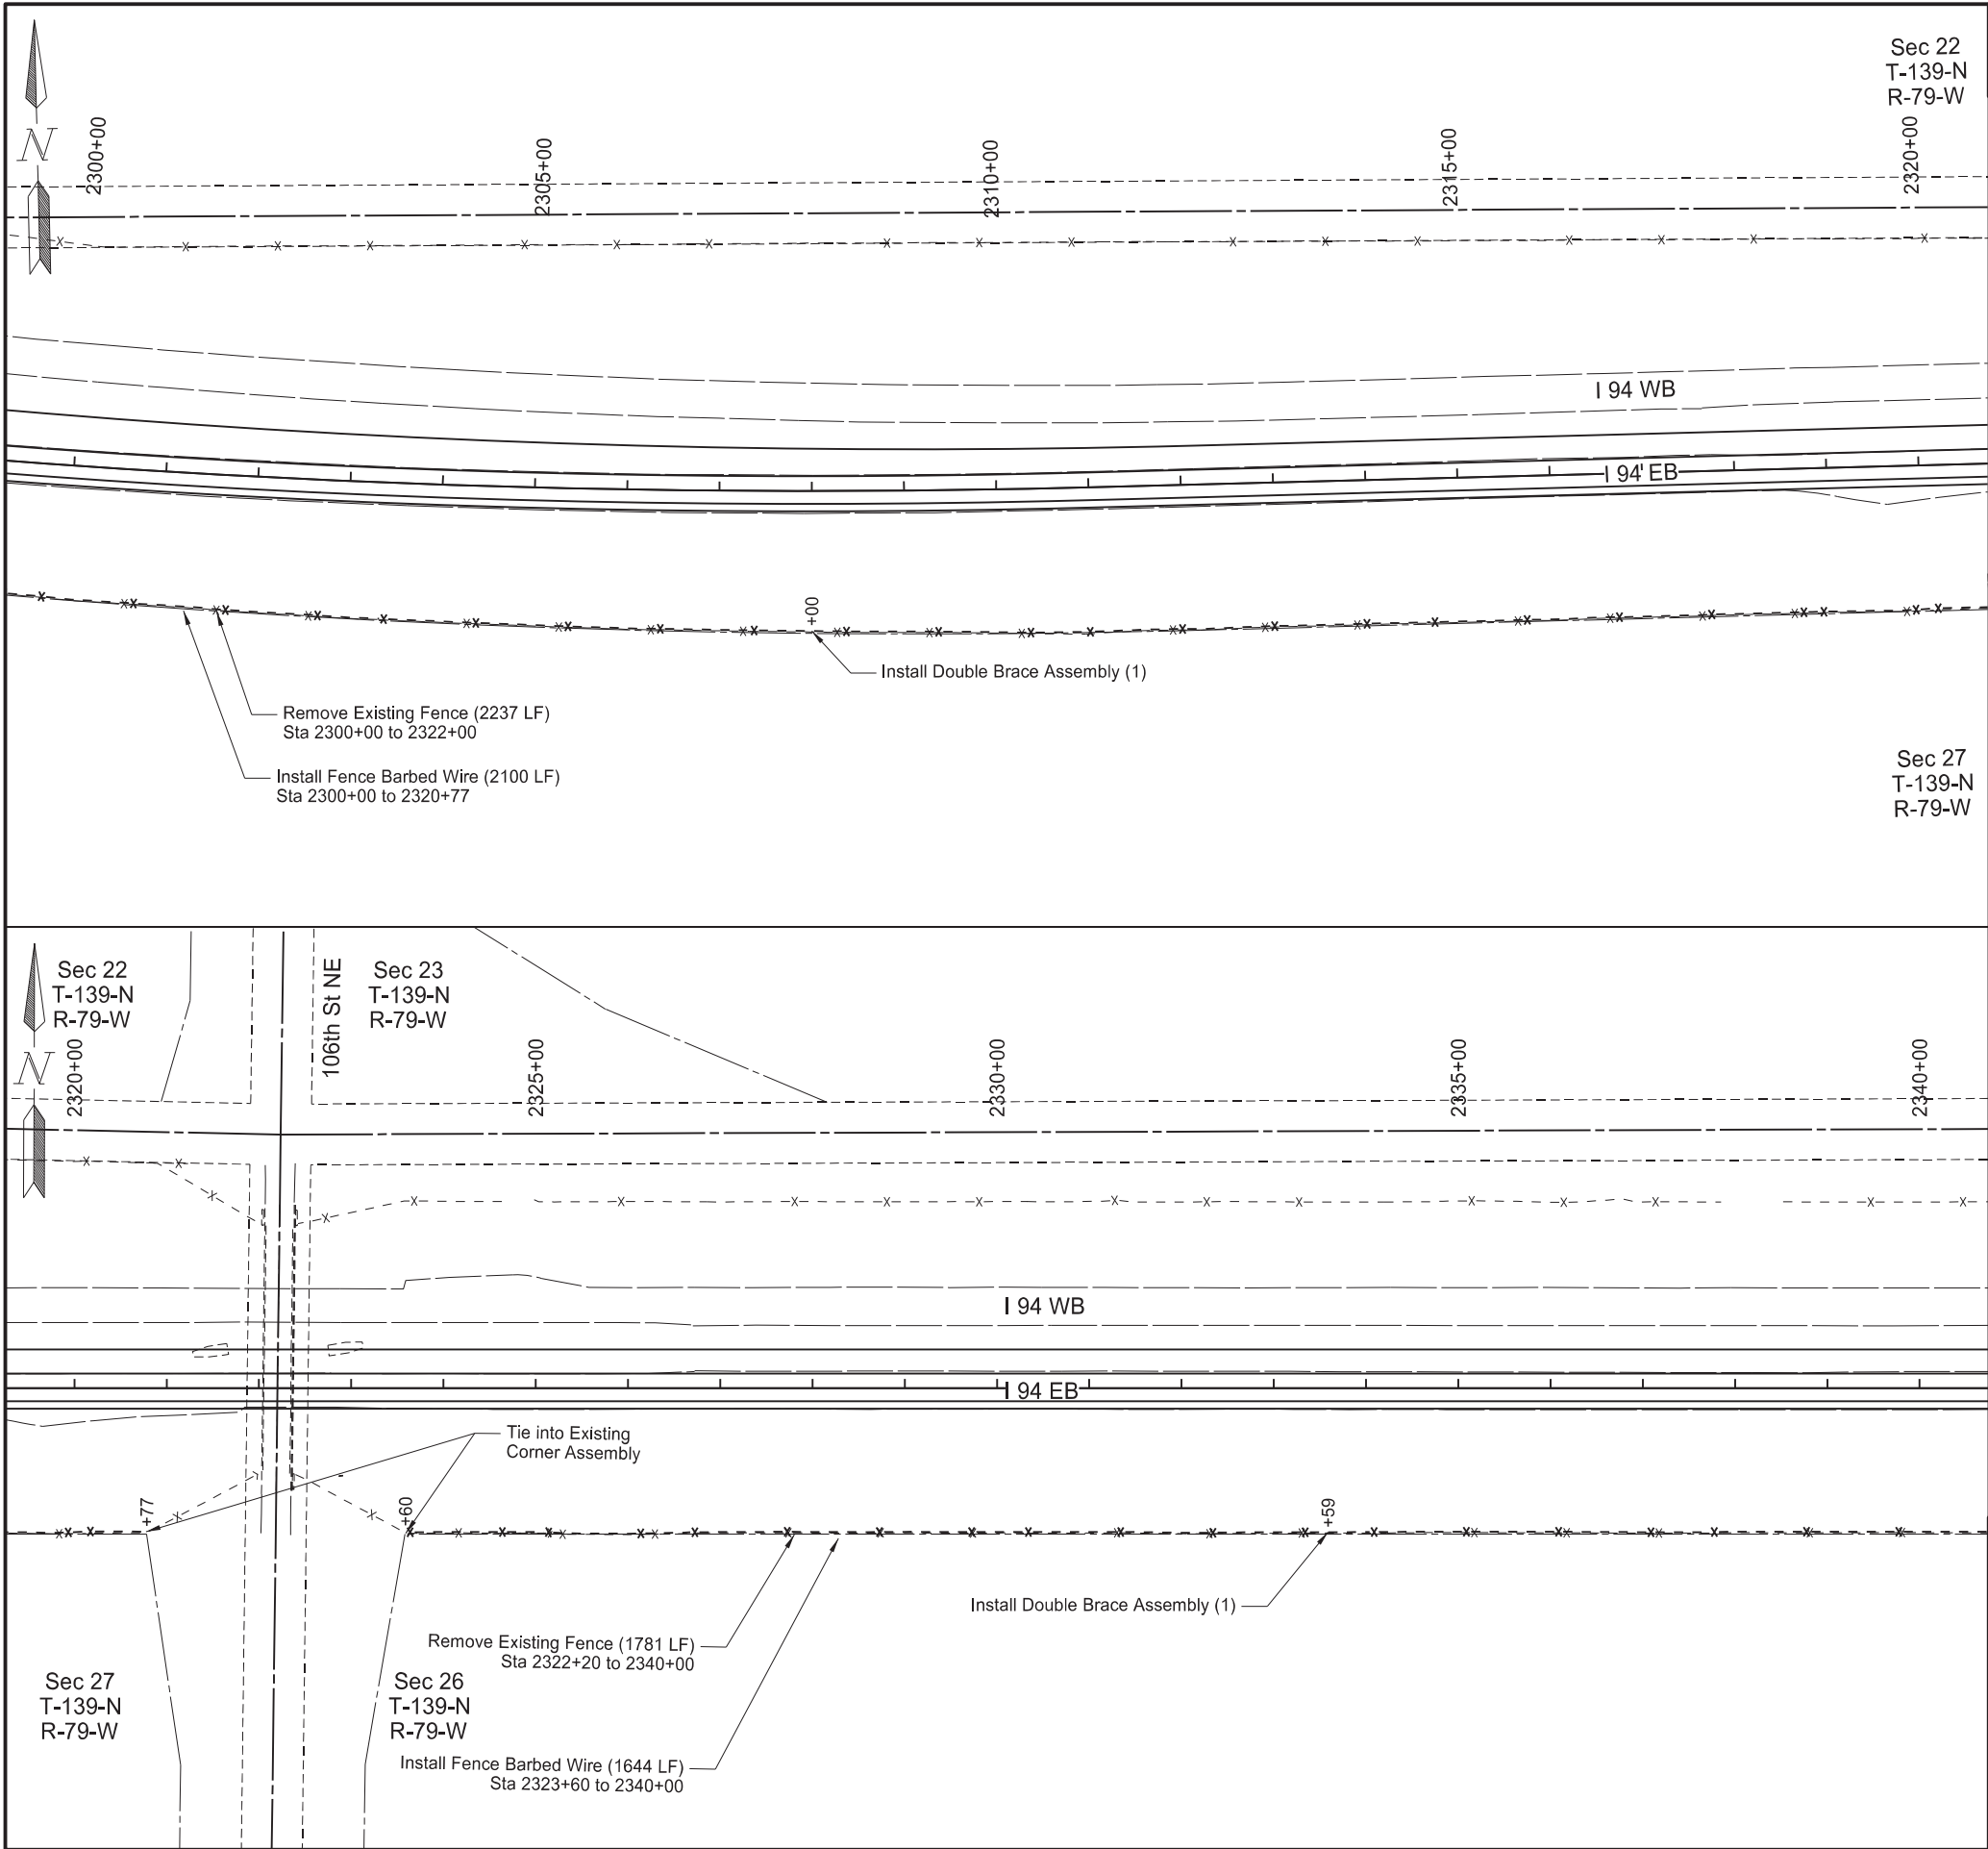 Sec 22
T-139-N
R-79-W
N
2300+00
2305+00
2310+00
2315+00
2320+00
I 94 WB
I 94 EB
+00
Install Double Brace Assembly (1)
Remove Existing Fence (2237 LF)
Sta 2300+00 to 2322+00
Install Fence Barbed Wire (2100 LF)
Sta 2300+00 to 2320+77
Sec 27
T-139-N
R-79-W
Sec 22
T-139-N
R-79-W
106th St NE
Sec 23
T-139-N
R-79-W
N
2320+00
2325+00
2330+00
2335+00
2340+00
I 94 WB
I 94 EB
Tie into Existing
Corner Assembly
+77
+60
+59
Install Double Brace Assembly (1)
Remove Existing Fence (1781 LF)
Sta 2322+20 to 2340+00
Sec 27
T-139-N
R-79-W
Sec 26
T-139-N
R-79-W
Install Fence Barbed Wire (1644 LF)
Sta 2323+60 to 2340+00